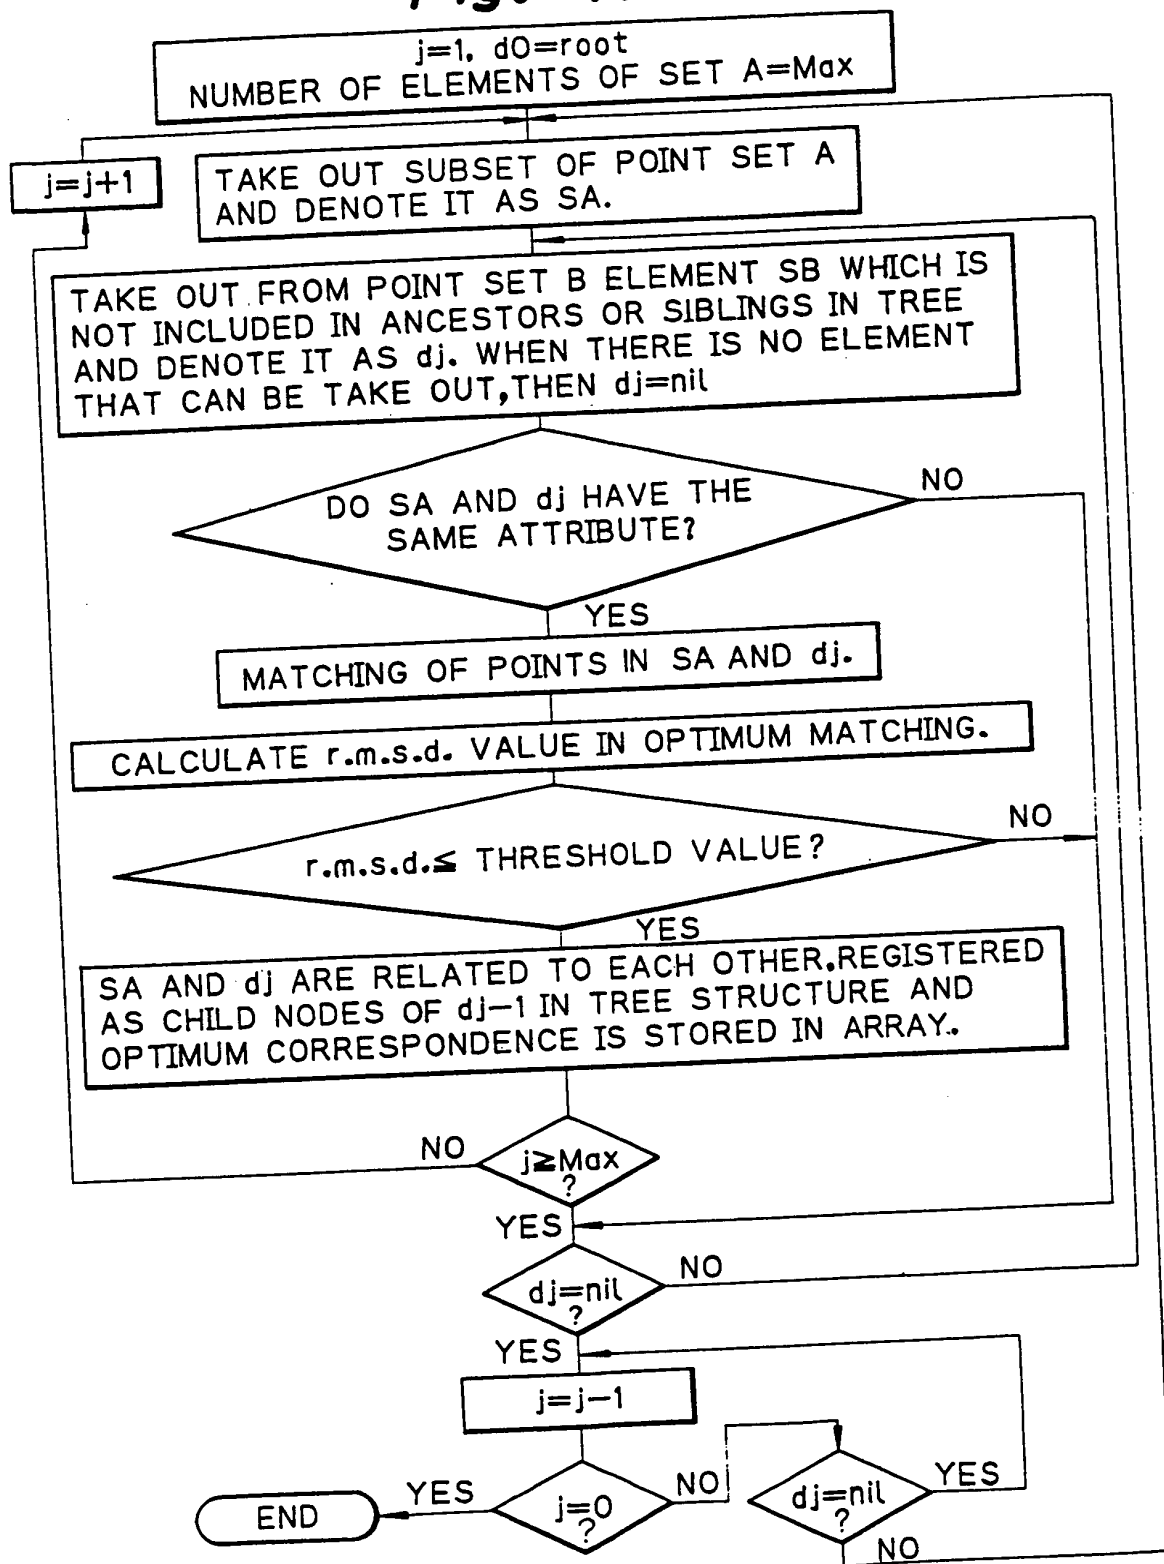 j=1, d0=root
NUMBER OF ELEMENTS OF SET A=Max
j=j+1
TAKE OUT SUBSET OF POINT SET A
AND DENOTE IT AS SA.
TAKE OUT FROM POINT SET B ELEMENT SB WHICH IS
NOT INCLUDED IN ANCESTORS OR SIBLINGS IN TREE
AND DENOTE IT AS dj. WHEN THERE IS NO ELEMENT
THAT CAN BE TAKE OUT,THEN dj=nil
DO SA AND dj HAVE THE
SAME ATTRIBUTE?
NO
YES
MATCHING OF POINTS IN SA AND dj.
CALCULATE r.m.s.d. VALUE IN OPTIMUM MATCHING.
r.m.s.d.≦ THRESHOLD VALUE?
NO
YES
SA AND dj ARE RELATED TO EACH OTHER.REGISTERED
AS CHILD NODES OF dj-1 IN TREE STRUCTURE AND
OPTIMUM CORRESPONDENCE IS STORED IN ARRAY..
NO
j≧Max
?
YES
dj=nil
?
NO
YES
j=j-1
END
YES
j=0
?
NO
dj=nil
?
YES
NO